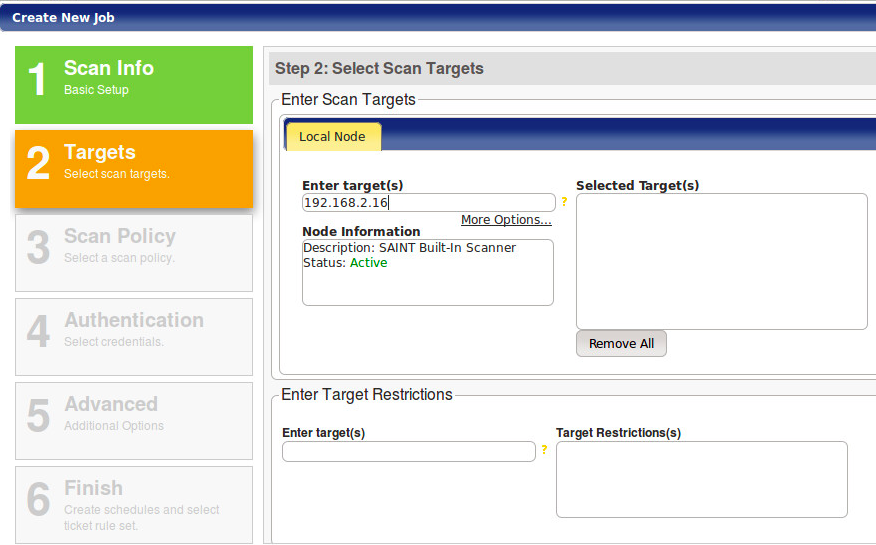 Create New Job
1
Scan Info
Basic Setup
2
Targets
Select scan targets.
3
Scan Policy
Select a scan policy.
4
Authentication
Select credentials.
5
Advanced
Additional Options
6
Finish
Create schedules and select
ticket rule set.
Step 2: Select Scan Targets
Enter Scan Targets
Local Node
Enter target(s)
192.168.2.16
?
More Options...
Node Information
Description: SAINT Built-In Scanner
Status: Active
Selected Target(s)
Remove All
Enter Target Restrictions
Enter target(s)
?
Target Restrictions(s)